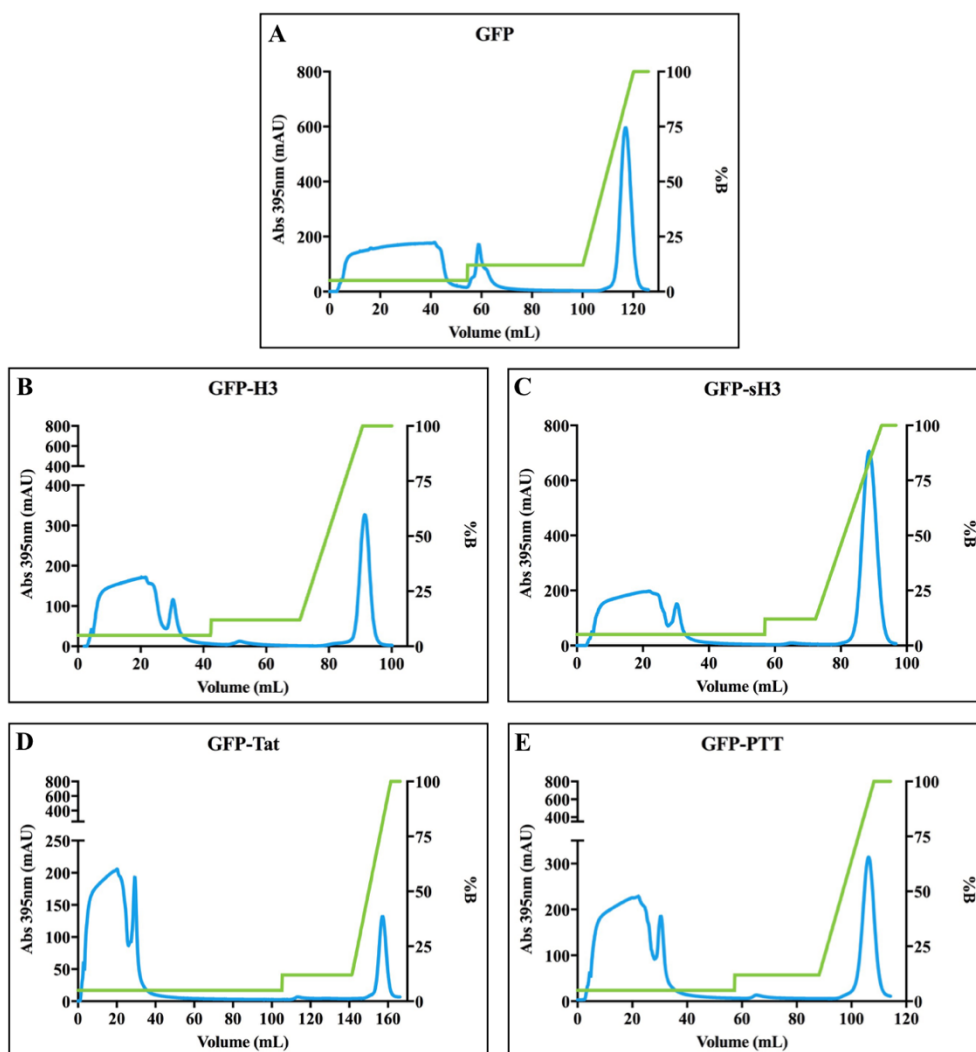 A
GFP
800
600
400
200
0
Abs 395nm (mAU)
0 20 40 60 80 100 120
Volume (mL)
100
75
50
25
0
%B
B
GFP-H3
800
600
400
400
300
200
100
0
Abs 395nm (mAU)
0 20 40 60 80 100
Volume (mL)
100
75
50
25
0
%B
C
GFP-sH3
800
600
400
200
0
Abs 395nm (mAU)
0 20 40 60 80 100
Volume (mL)
100
75
50
25
0
%B
D
GFP-Tat
800
600
400
250
200
150
100
50
0
Abs 395nm (mAU)
0 20 40 60 80 100 120 140 160
Volume (mL)
100
75
50
25
0
%B
E
GFP-PTT
800
600
400
300
200
100
0
Abs 395nm (mAU)
0 20 40 60 80 100 120
Volume (mL)
100
75
50
25
0
%B